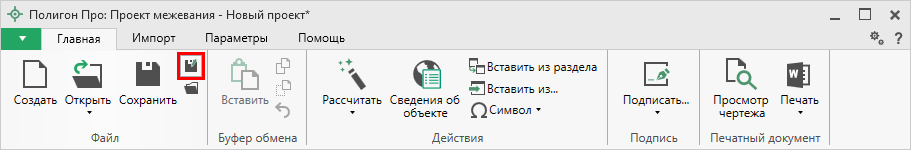 Полигон Про: Проект межевания - Новый проект*
Главная Импорт Параметры Помощь ?
Создать Открыть Сохранить
Файл
Вставить
Буфер обмена
Рассчитать Сведения об
объекте
Вставить из раздела
Вставить из...
Символ
Действия
Подписать...
Подпись
Просмотр
чертежа
Печать
Печатный документ